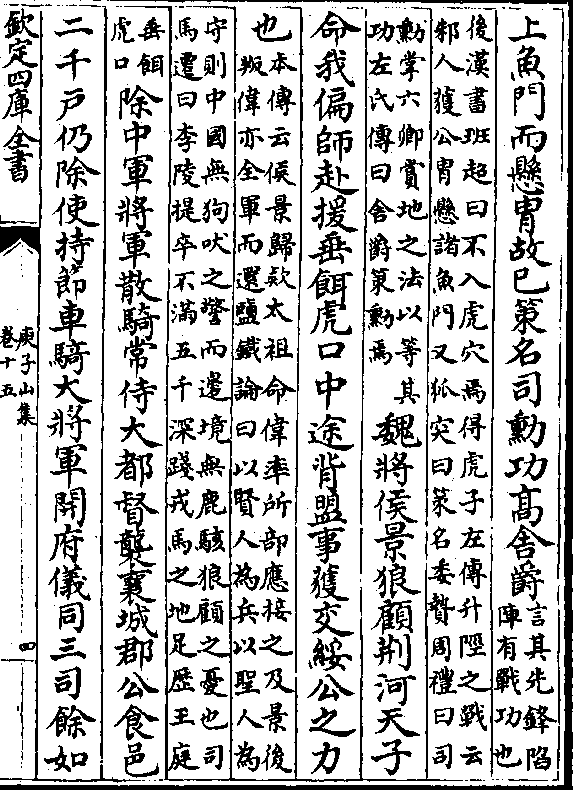 上魚門而懸胄故已策名司勲功高舎爵言其先鋒陷
陣有戰功也
後漢書班超曰不入虎穴焉得虎子左傳升陘之戰云
邾人獲公胄懸諸魚門又狐突曰策名委贄周禮曰司
勲掌六卿賞地之法以等其
功左氏傳曰舎爵策勲焉
魏將侯景狼顧荆河天子
命我偏師赴援垂餌虎口中途背盟事獲交綏公之力
也
本傳云侯景歸欵太祖命偉率所部應接之及景後
叛偉亦全軍而還鹽鐵論曰以賢人為兵以聖人為
守則中國無狗吠之警而邊境無鹿駭狼顧之憂也司
馬遷曰李陵提卒不滿五千深踐戎馬之地足歴王庭
垂餌
虎口
除中軍將軍散騎常侍大都督襲襄城郡公食邑
二千戸仍除使持節車騎大將軍開府儀同三司餘如
欽定四庫全書
庾子山集
卷十五
四